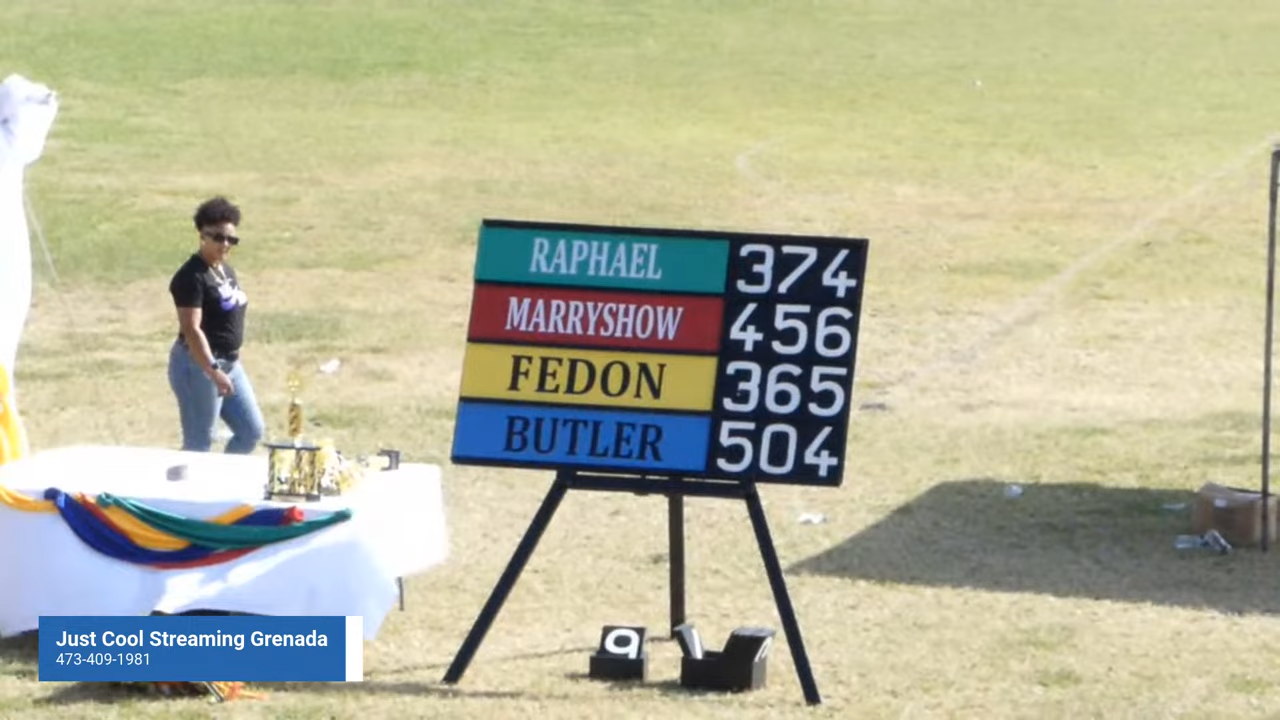 RAPHAEL 374
MARRYSHOW 456
FEDON 365
BUTLER 504
9
Just Cool Streaming Grenada
473-409-1981